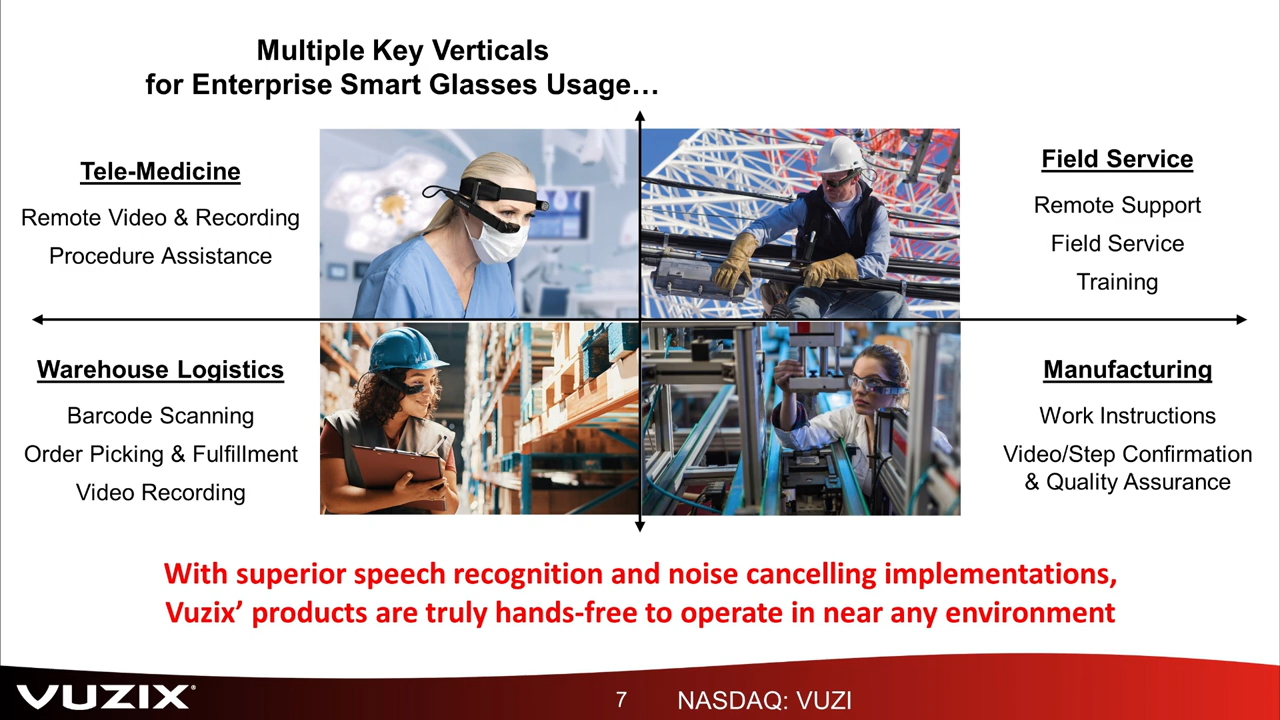 Multiple Key Verticals
for Enterprise Smart Glasses Usage…
Tele-Medicine
Remote Video & Recording
Procedure Assistance
Field Service
Remote Support
Field Service
Training
Warehouse Logistics
Barcode Scanning
Order Picking & Fulfillment
Video Recording
Manufacturing
Work Instructions
Video/Step Confirmation
& Quality Assurance
With superior speech recognition and noise cancelling implementations,
Vuzix’ products are truly hands-free to operate in near any environment
VUZIX®
7
NASDAQ: VUZI